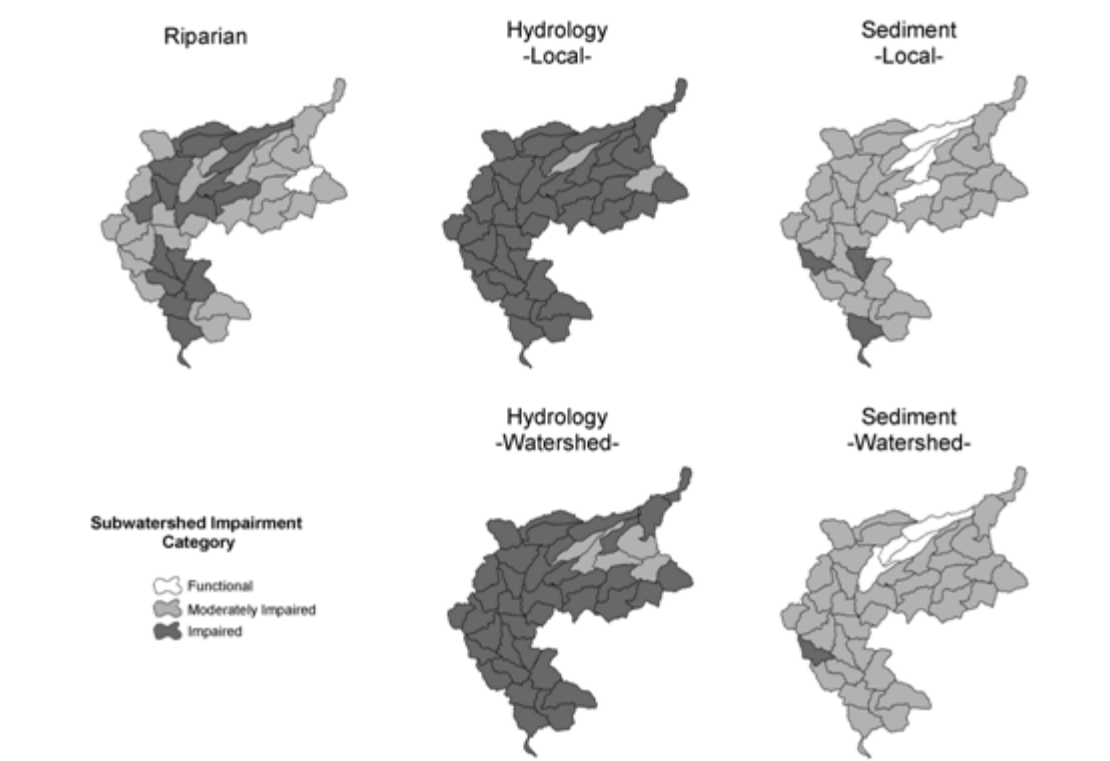 Riparian
Hydrology
-Local-
Sediment
-Local-
Hydrology
-Watershed-
Sediment
-Watershed-
Subwatershed Impairment
Category
Functional
Moderately Impaired
Impaired